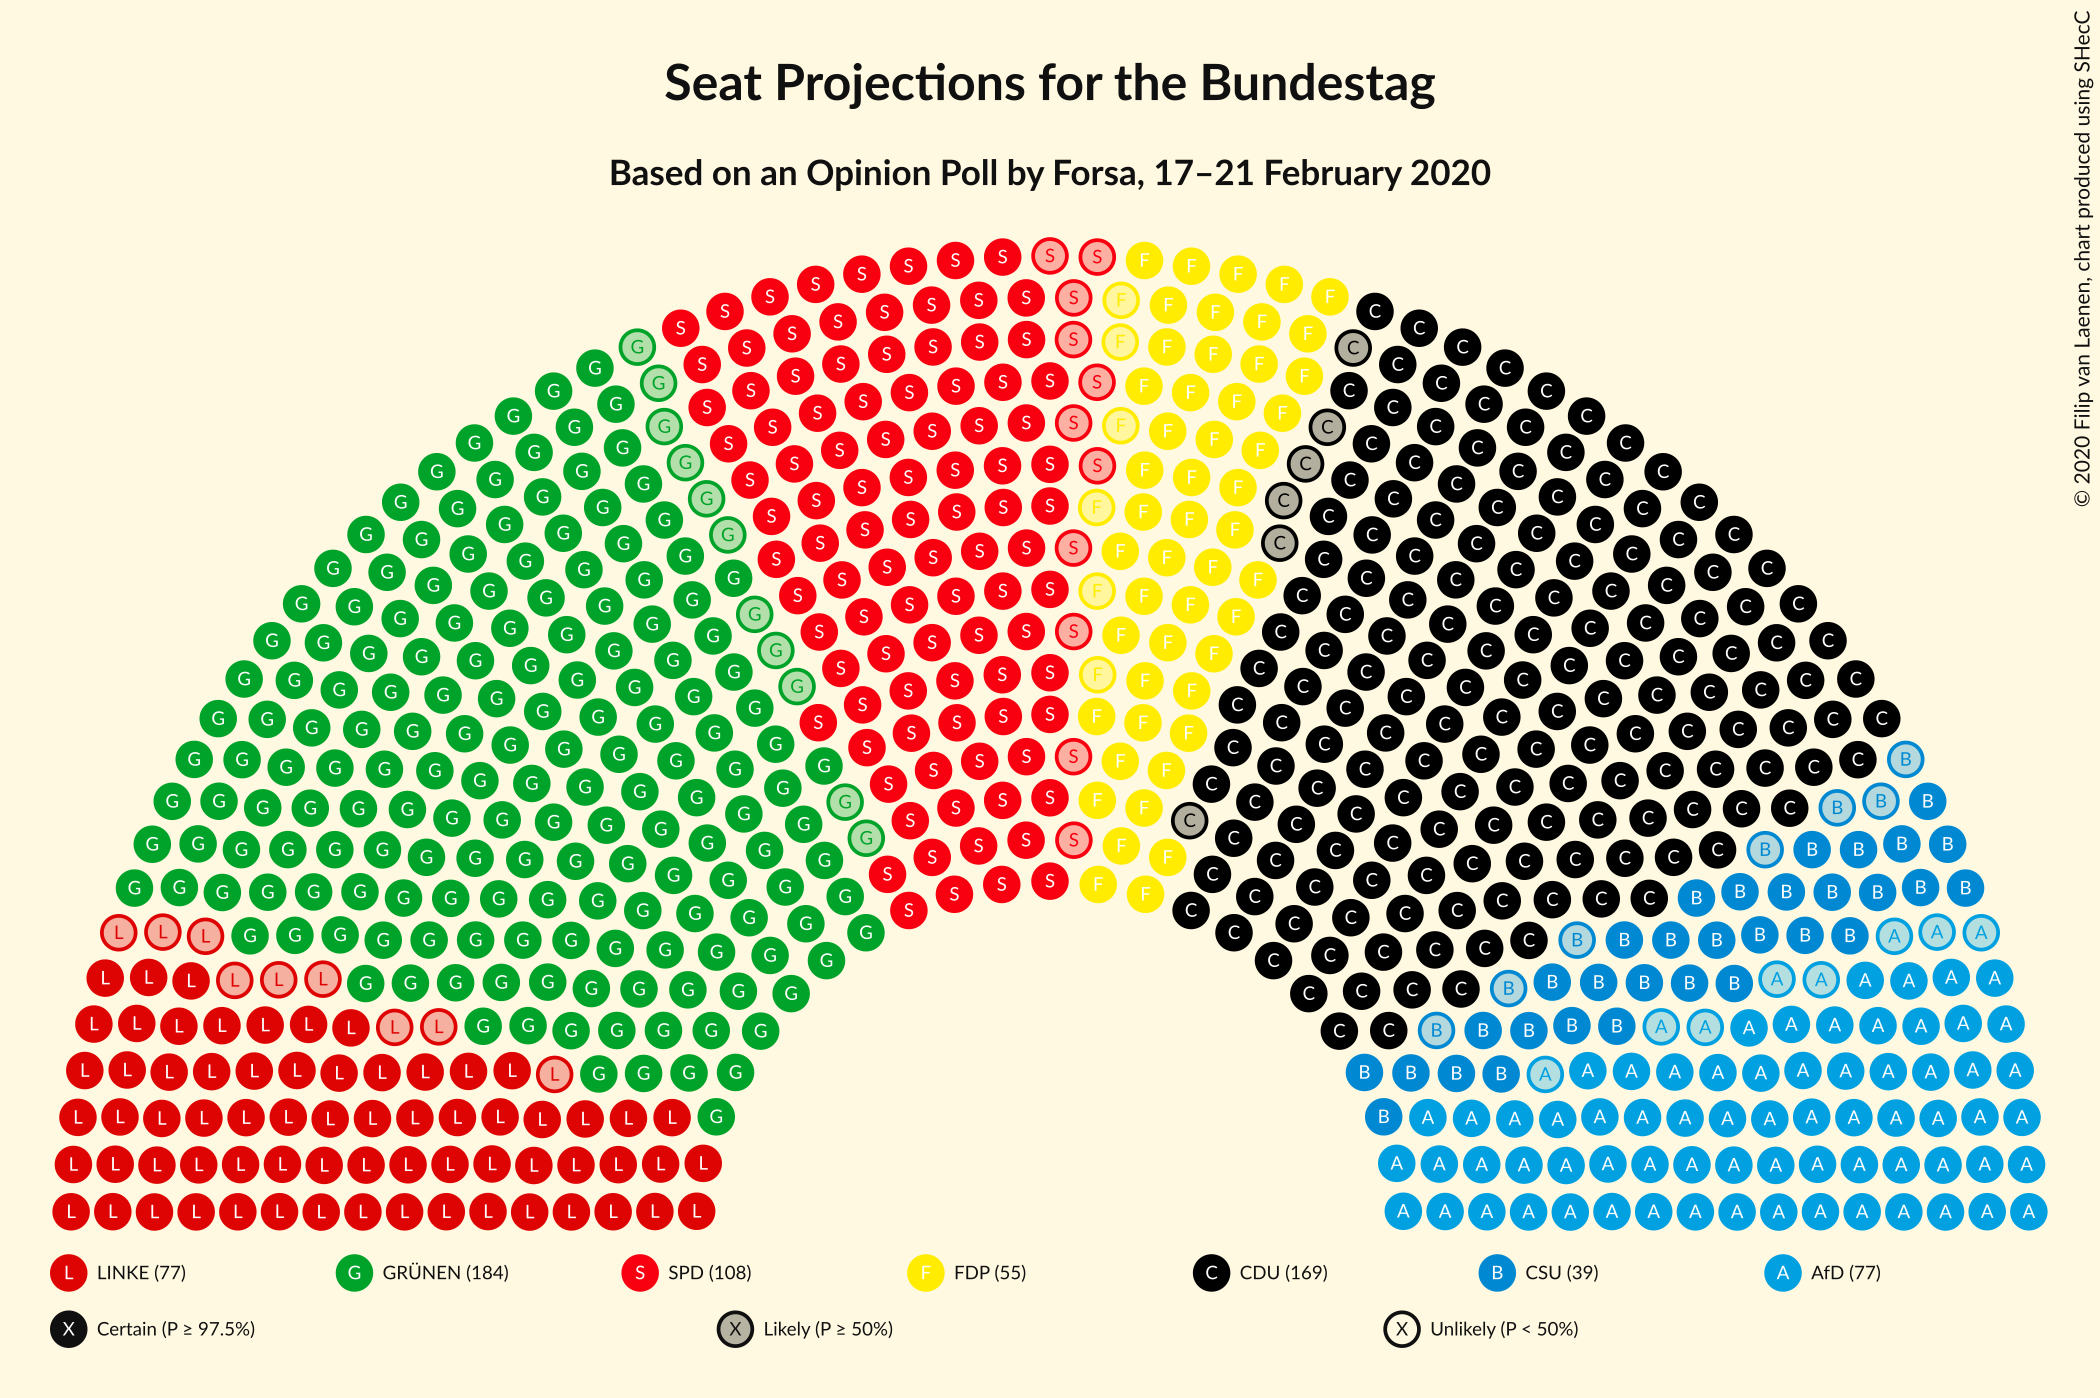 Seat Projections for the Bundestag
Based on an Opinion Poll by Forsa, 17–21 February 2020
© 2020 Filip van Laenen, chart produced using SHecC
L LINKE (77) G GRÜNEN (184) S SPD (108) F FDP (55) C CDU (169) B CSU (39) A AfD (77)
X Certain (P ≥ 97.5%) X Likely (P ≥ 50%) X Unlikely (P < 50%)